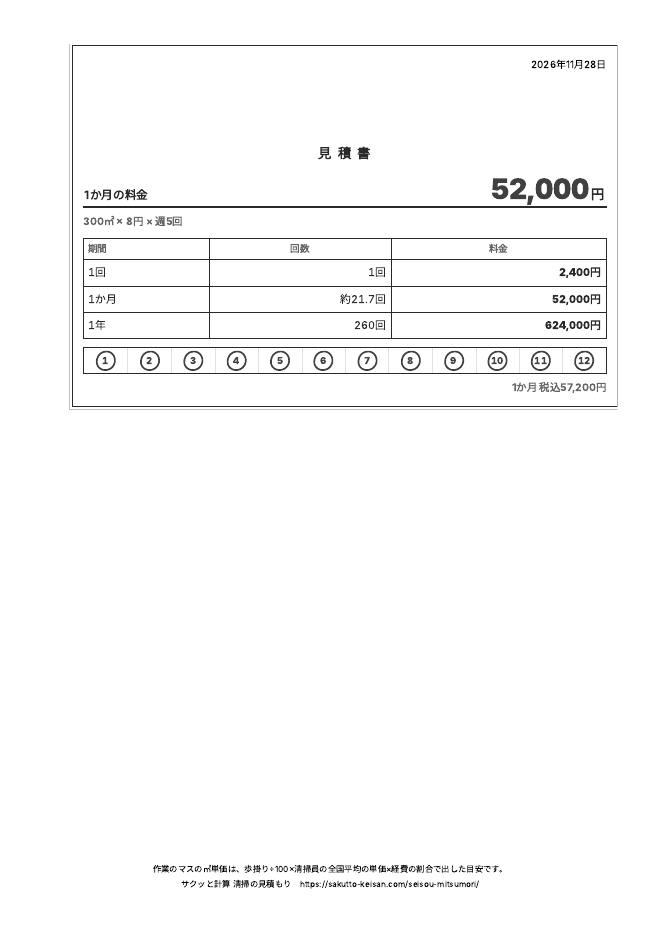 2026年11月28日
見積書
1か月の料金 52,000円
300㎡ × 8円 × 週5回
期間 回数 料金
1回 1回 2,400円
1か月 約21.7回 52,000円
1年 260回 624,000円
① ② ③ ④ ⑤ ⑥ ⑦ ⑧ ⑨ ⑩ ⑪ ⑫
1か月 税込57,200円
作業のマスの㎡単価は、歩掛り÷100×清掃員の全国平均の単価×経費の割合で出した目安です。
サクッと計算 清掃の見積もり https://sakutto-keisan.com/seisou-mitsumori/